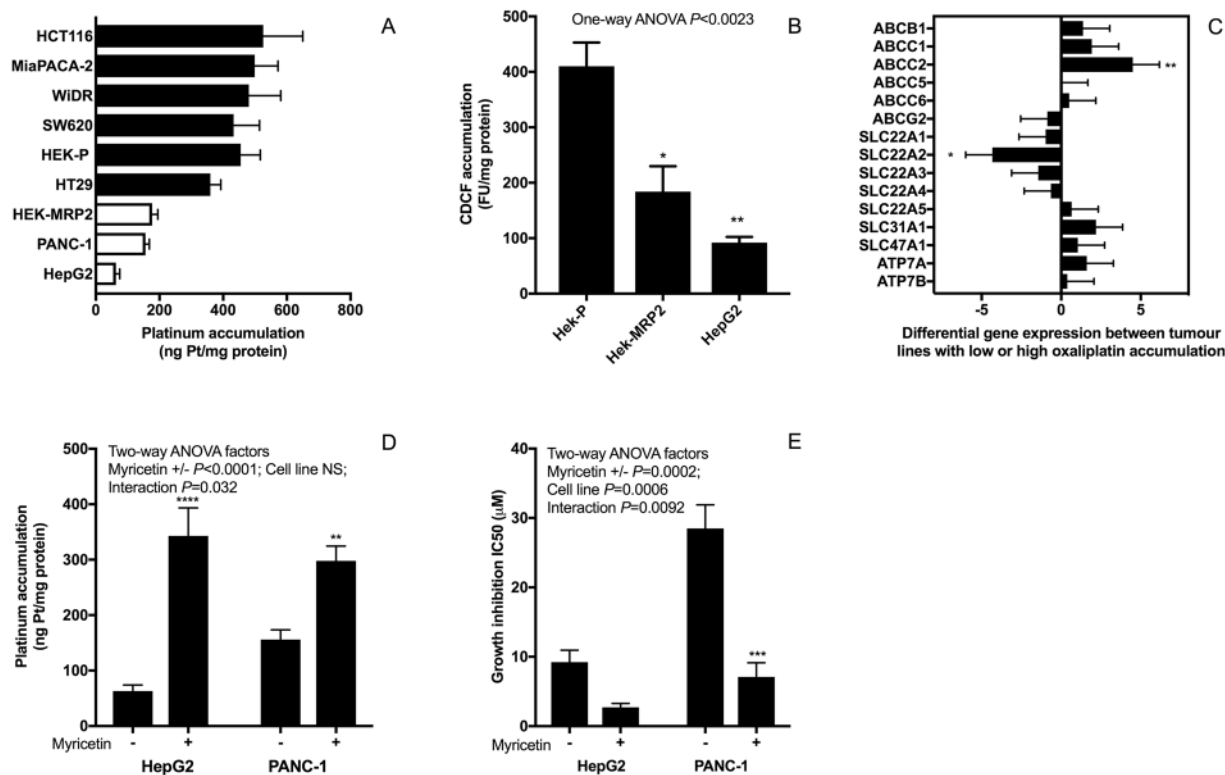 A
HCT116
MiaPACA-2
WiDR
SW620
HEK-P
HT29
HEK-MRP2
PANC-1
HepG2
0 200 400 600 800
Platinum accumulation
(ng Pt/mg protein)
B
One-way ANOVA P<0.0023
CDCF accumulation
(FU/mg protein)
500
400
300
200
100
0
*
**
Hek-P
Hek-MRP2
HepG2
C
ABCB1
ABCC1
ABCC2
ABCC5
ABCC6
ABCG2
SLC22A1
SLC22A2
SLC22A3
SLC22A4
SLC22A5
SLC31A1
SLC47A1
ATP7A
ATP7B
**
*
-5 0 5
Differential gene expression between tumour
lines with low or high oxaliplatin accumulation
D
Two-way ANOVA factors
Myricetin +/- P<0.0001; Cell line NS;
Interaction P=0.032
Platinum accumulation
(ng Pt/mg protein)
500
400
300
200
100
0
****
**
Myricetin - + - +
HepG2 PANC-1
E
Two-way ANOVA factors
Myricetin +/- P=0.0002;
Cell line P=0.0006
Interaction P=0.0092
Growth inhibition IC50 (μM)
40
30
20
10
0
***
Myricetin - + - +
HepG2 PANC-1